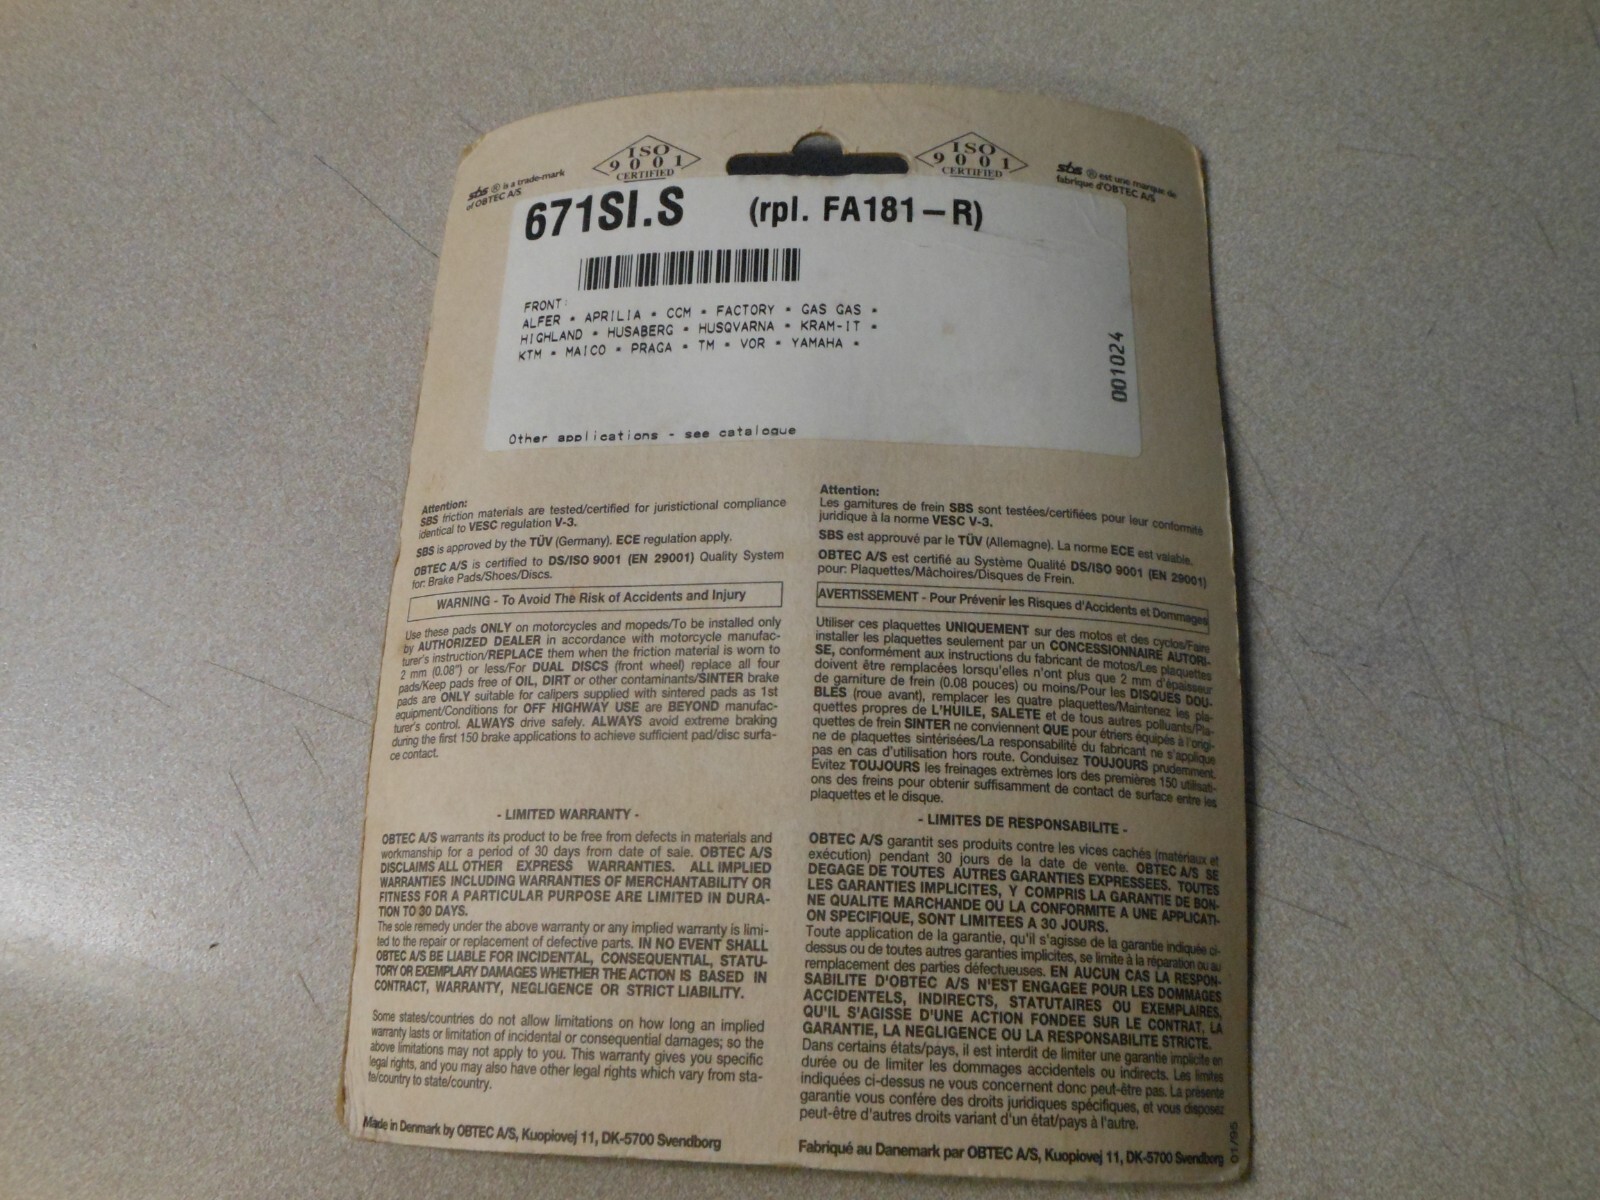 sbs ® is a trade-mark
of OBTEC A/S
ISO
9001
CERTIFIED
ISO
9001
CERTIFIED
sbs ® est une marque de
fabrique d'OBTEC A/S
671SI.S (rpl. FA181-R)
FRONT:
ALFER * APRILIA * CCM * FACTORY * GAS GAS *
HIGHLAND * HUSABERG * HUSQVARNA * KRAM-IT *
KTM * MAICO * PRAGA * TM * VOR * YAMAHA *
001024
Other applications - see catalogue
Attention:
SBS friction materials are tested/certified for juristictional compliance
identical to VESC regulation V-3.
SBS is approved by the TÜV (Germany). ECE regulation apply.
OBTEC A/S is certified to DS/ISO 9001 (EN 29001) Quality System
for: Brake Pads/Shoes/Discs.
WARNING - To Avoid The Risk of Accidents and Injury
Use these pads ONLY on motorcycles and mopeds/To be installed only
by AUTHORIZED DEALER in accordance with motorcycle manufac-
turer's instruction/REPLACE them when the friction material is worn to
2 mm (0.08") or less/For DUAL DISCS (front wheel) replace all four
pads/Keep pads free of OIL, DIRT or other contaminants/SINTER brake
pads are ONLY suitable for calipers supplied with sintered pads as 1st
equipment/Conditions for OFF HIGHWAY USE are BEYOND manufac-
turer's control. ALWAYS drive safely. ALWAYS avoid extreme braking
during the first 150 brake applications to achieve sufficient pad/disc surfa-
ce contact.
- LIMITED WARRANTY -
OBTEC A/S warrants its product to be free from defects in materials and
workmanship for a period of 30 days from date of sale. OBTEC A/S
DISCLAIMS ALL OTHER EXPRESS WARRANTIES. ALL IMPLIED
WARRANTIES INCLUDING WARRANTIES OF MERCHANTABILITY OR
FITNESS FOR A PARTICULAR PURPOSE ARE LIMITED IN DURA-
TION TO 30 DAYS.
The sole remedy under the above warranty or any implied warranty is limi-
ted to the repair or replacement of defective parts. IN NO EVENT SHALL
OBTEC A/S BE LIABLE FOR INCIDENTAL, CONSEQUENTIAL, STATU-
TORY OR EXEMPLARY DAMAGES WHETHER THE ACTION IS BASED IN
CONTRACT, WARRANTY, NEGLIGENCE OR STRICT LIABILITY.
Some states/countries do not allow limitations on how long an implied
warranty lasts or limitation of incidental or consequential damages; so the
above limitations may not apply to you. This warranty gives you specific
legal rights, and you may also have other legal rights which vary from sta-
te/country to state/country.
Made in Denmark by OBTEC A/S, Kuopiovej 11, DK-5700 Svendborg
Attention:
Les garnitures de frein SBS sont testées/certifiées pour leur conformité
juridique à la norme VESC V-3.
SBS est approuvé par le TÜV (Allemagne). La norme ECE est valable.
OBTEC A/S est certifié au Système Qualité DS/ISO 9001 (EN 29001)
pour: Plaquettes/Mâchoires/Disques de Frein.
AVERTISSEMENT - Pour Prévenir les Risques d'Accidents et Dommages
Utiliser ces plaquettes UNIQUEMENT sur des motos et des cyclos/Faire
installer les plaquettes seulement par un CONCESSIONNAIRE AUTORI-
SE, conformément aux instructions du fabricant de motos/Les plaquettes
doivent être remplacées lorsqu'elles n'ont plus que 2 mm d'épaisseur
de garniture de frein (0.08 pouces) ou moins/Pour les DISQUES DOU-
BLES (roue avant), remplacer les quatre plaquettes/Maintenez les pla-
quettes propres de L'HUILE, SALETE et de tous autres polluants/Pla-
quettes de frein SINTER ne conviennent QUE pour étriers équipés à l'origi-
ne de plaquettes sintérisées/La responsabilité du fabricant ne s'applique
pas en cas d'utilisation hors route. Conduisez TOUJOURS prudemment.
Evitez TOUJOURS les freinages extrèmes lors des premières 150 utilisati-
ons des freins pour obtenir suffisamment de contact de surface entre les
plaquettes et le disque.
- LIMITES DE RESPONSABILITE -
OBTEC A/S garantit ses produits contre les vices cachés (matériaux et
exécution) pendant 30 jours de la date de vente. OBTEC A/S SE
DEGAGE DE TOUTES AUTRES GARANTIES EXPRESSEES. TOUTES
LES GARANTIES IMPLICITES, Y COMPRIS LA GARANTIE DE BON-
NE QUALITE MARCHANDE OU LA CONFORMITE A UNE APPLICATI-
ON SPECIFIQUE, SONT LIMITEES A 30 JOURS.
Toute application de la garantie, qu'il s'agisse de la garantie indiquée ci-
dessus ou de toutes autres garanties implicites, se limite à la réparation ou au
remplacement des parties défectueuses. EN AUCUN CAS LA RESPON-
SABILITE D'OBTEC A/S N'EST ENGAGEE POUR LES DOMMAGES
ACCIDENTELS, INDIRECTS, STATUTAIRES OU EXEMPLAIRES,
QU'IL S'AGISSE D'UNE ACTION FONDEE SUR LE CONTRAT, LA
GARANTIE, LA NEGLIGENCE OU LA RESPONSABILITE STRICTE.
Dans certains états/pays, il est interdit de limiter une garantie implicite en
durée ou de limiter les dommages accidentels ou indirects. Les limites
indiquées ci-dessus ne vous concernent donc peut-être pas. La présente
garantie vous confére des droits juridiques spécifiques, et vous disposez
peut-être d'autres droits variant d'un état/pays à l'autre.
Fabriqué au Danemark par OBTEC A/S, Kuopiovej 11, DK-5700 Svendborg
01/95